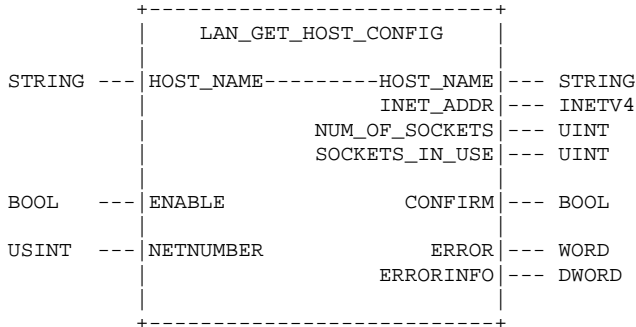 LAN_GET_HOST_CONFIG
STRING --- HOST_NAME---------HOST_NAME --- STRING
INET_ADDR --- INETV4
NUM_OF_SOCKETS --- UINT
SOCKETS_IN_USE --- UINT
BOOL --- ENABLE CONFIRM --- BOOL
USINT --- NETNUMBER ERROR --- WORD
ERRORINFO --- DWORD